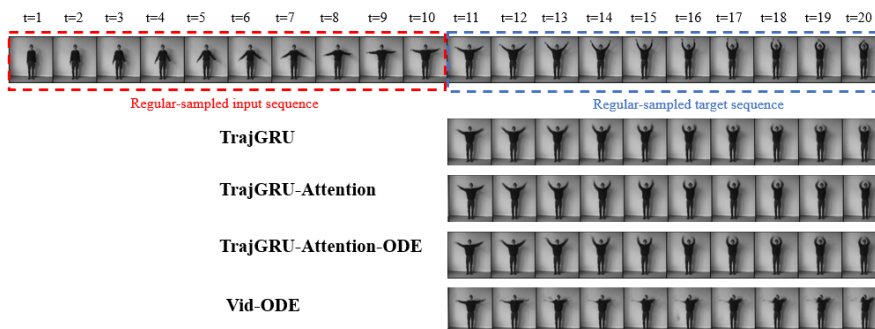 t=1 t=2 t=3 t=4 t=5 t=6 t=7 t=8 t=9 t=10 t=11 t=12 t=13 t=14 t=15 t=16 t=17 t=18 t=19 t=20
Regular-sampled input sequence Regular-sampled target sequence
TrajGRU
TrajGRU-Attention
TrajGRU-Attention-ODE
Vid-ODE